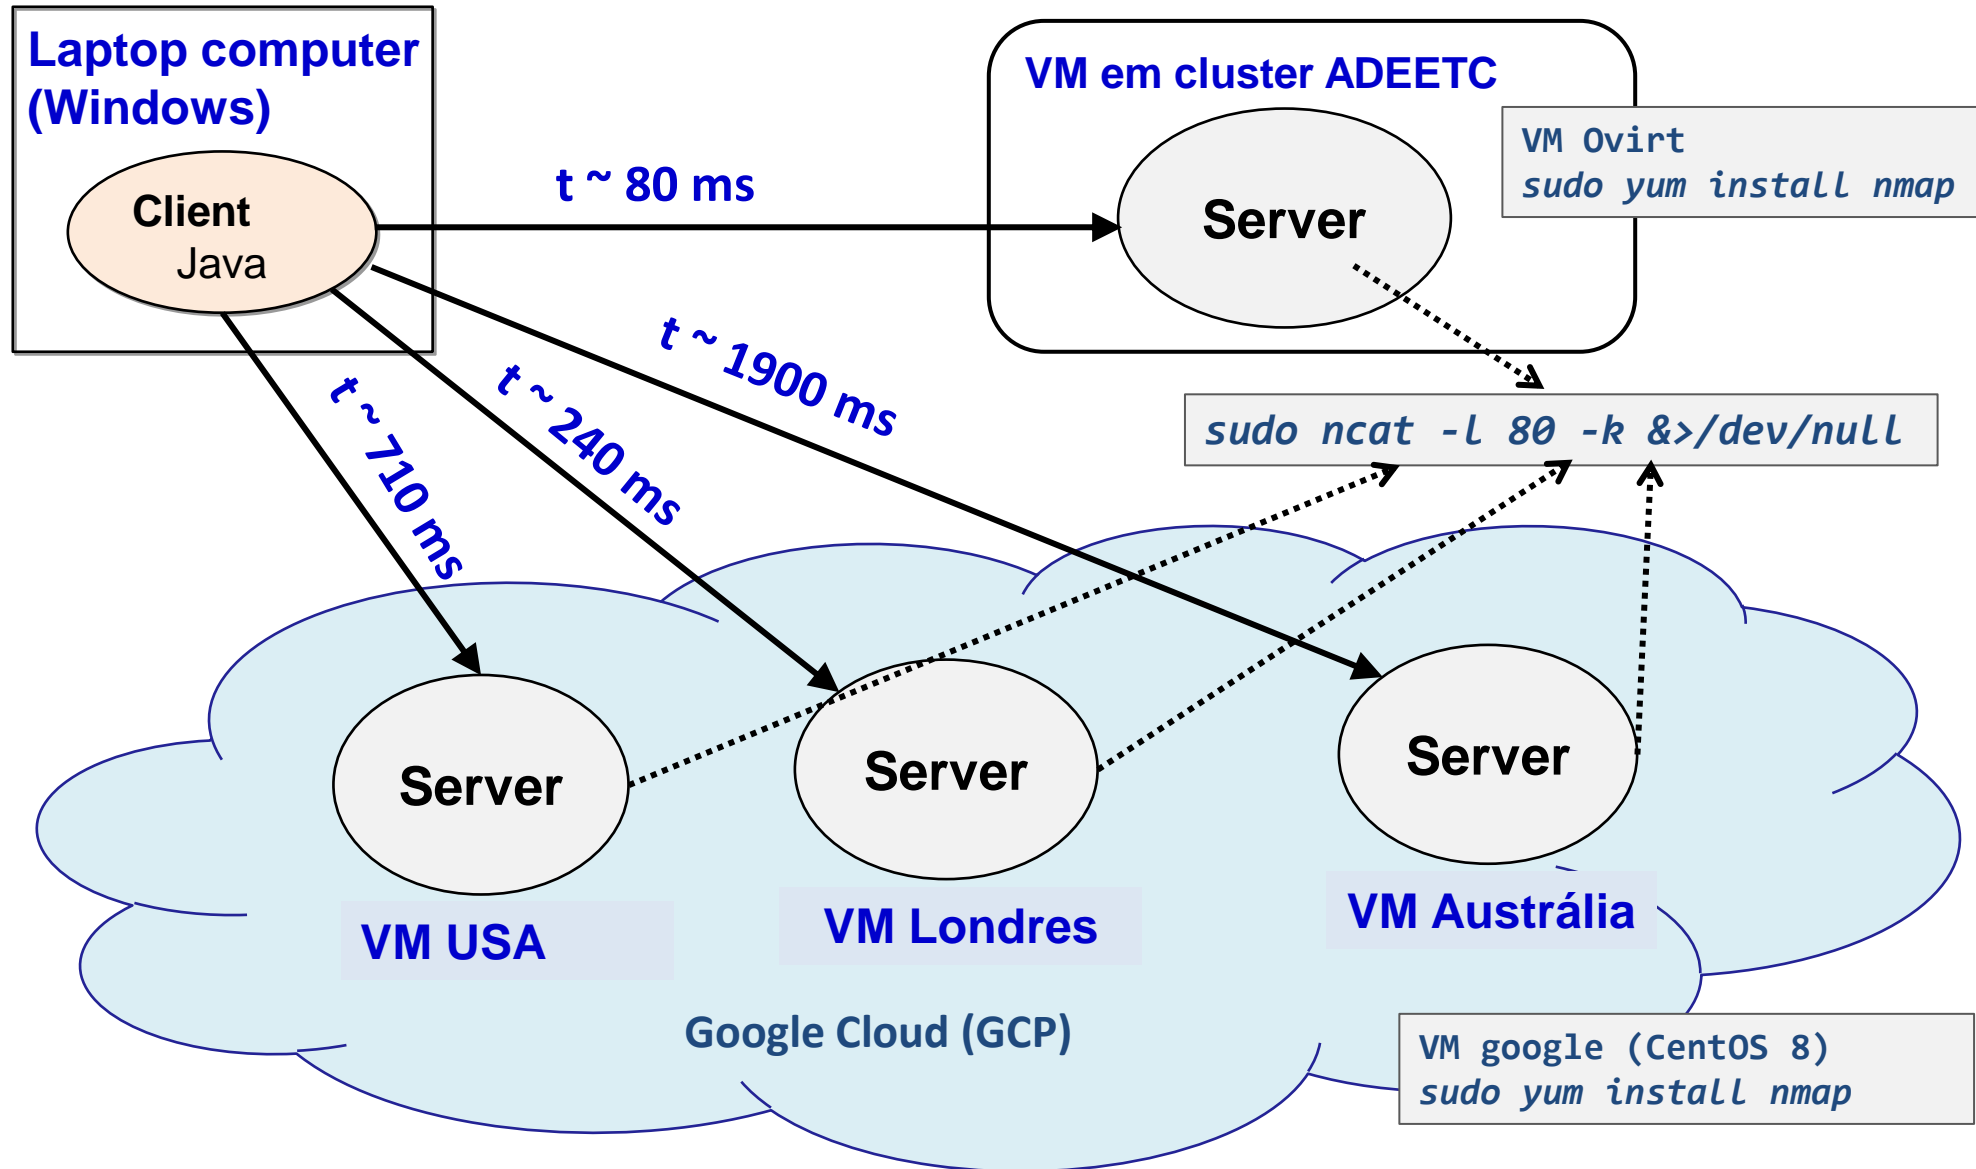 Laptop computer
(Windows)
Client
Java
t ~ 80 ms
VM em cluster ADEETC
Server
VM Ovirt
sudo yum install nmap
t ~ 1900 ms
t ~ 240 ms
t ~ 710 ms
sudo ncat -l 80 -k &>/dev/null
Server
Server
Server
VM USA
VM Londres
VM Austrália
Google Cloud (GCP)
VM google (CentOS 8)
sudo yum install nmap